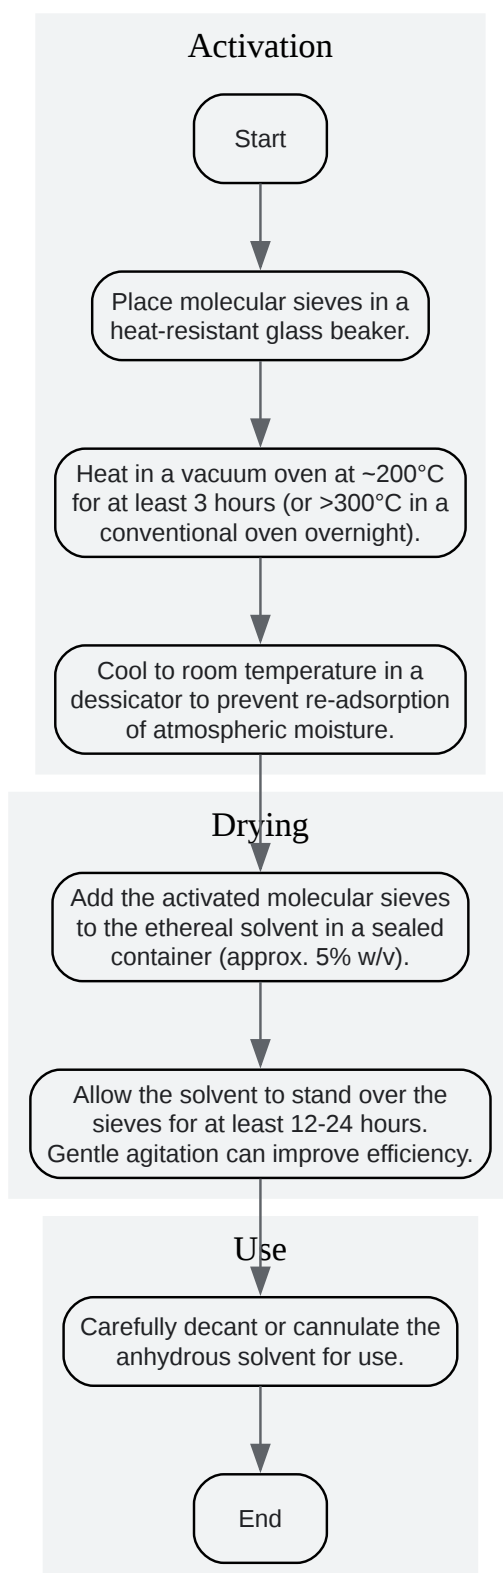 Activation
Start
Place molecular sieves in a
heat-resistant glass beaker.
Heat in a vacuum oven at ~200°C
for at least 3 hours (or >300°C in a
conventional oven overnight).
Cool to room temperature in a
dessicator to prevent re-adsorption
of atmospheric moisture.
Drying
Add the activated molecular sieves
to the ethereal solvent in a sealed
container (approx. 5% w/v).
Allow the solvent to stand over the
sieves for at least 12-24 hours.
Gentle agitation can improve efficiency.
Use
Carefully decant or cannulate the
anhydrous solvent for use.
End